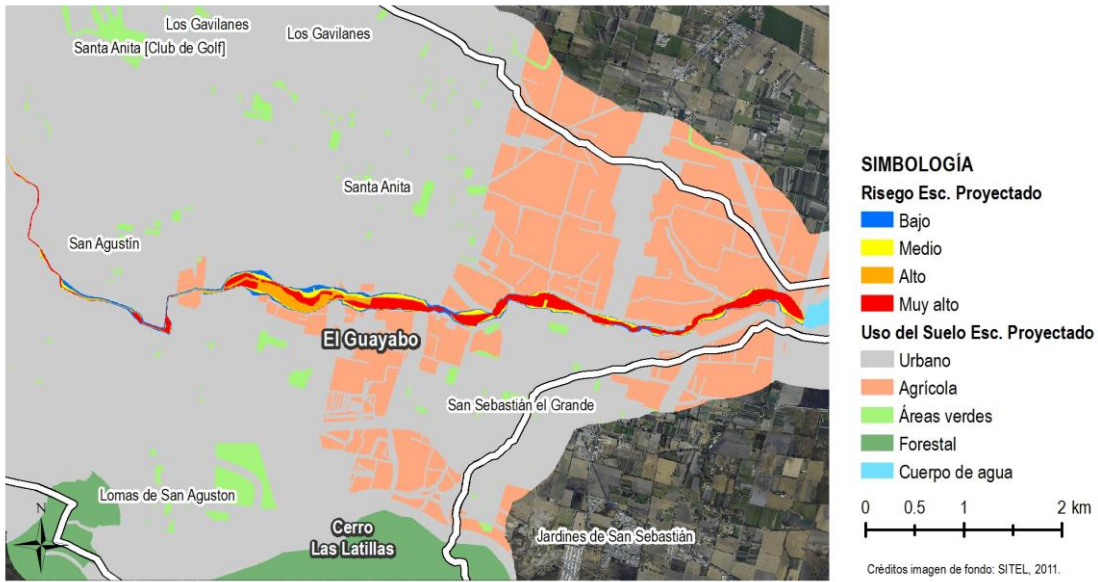 Los Gavilanes
Santa Anita [Club de Golf]
Los Gavilanes
Santa Anita
San Agustín
El Guayabo
San Sebastián el Grande
Lomas de San Aguston
N
Cerro
Las Latillas
Jardines de San Sebastián
SIMBOLOGÍA
Risego Esc. Proyectado
Bajo
Medio
Alto
Muy alto
Uso del Suelo Esc. Proyectado
Urbano
Agrícola
Áreas verdes
Forestal
Cuerpo de agua
0 1 2 km
Créditos imagen de fondo: SITEL, 2011.